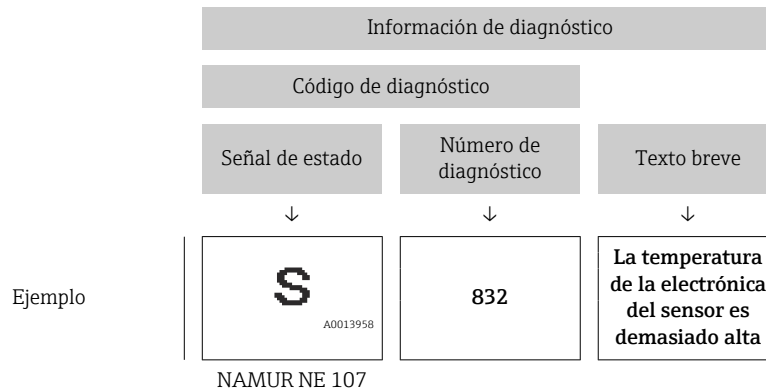 Información de diagnóstico
Código de diagnóstico
Señal de estado
Número de
diagnóstico
Texto breve
↓
↓
↓
Ejemplo
S
A0013958
832
La temperatura
de la electrónica
del sensor es
demasiado alta
NAMUR NE 107